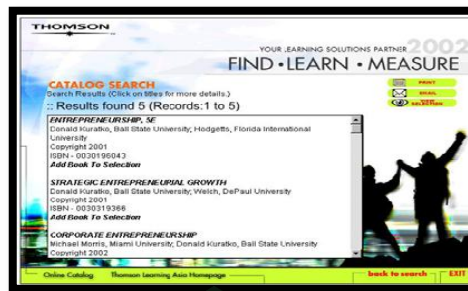 THOMSON
YOUR .EARNING SOLUTIONS PARTNER 2002
FIND • LEARN • MEASURE
CATALOG SEARCH
Search Results (Click on titles for more details.)
:: Results found 5 (Records:1 to 5)
PRINT
EMAIL
VIEW SELECTION
ENTREPRENEURSHIP, 5E
Donald Kuratko, Ball State University; Hodgetts, Florida International
University
Copyright 2001
ISBN - 0030196043
Add Book To Selection
STRATEGIC ENTREPRENEURIAL GROWTH
Donald Kuratko, Ball State University; Welch, DePaul University
Copyright 2001
ISBN - 0030319366
Add Book To Selection
CORPORATE ENTREPRENEURSHIP
Michael Morris, Miami University; Donald Kuratko, Ball State University
Copyright 2002
Online Catalog
Thomson Learning Asia Homepage
back to search
EXIT